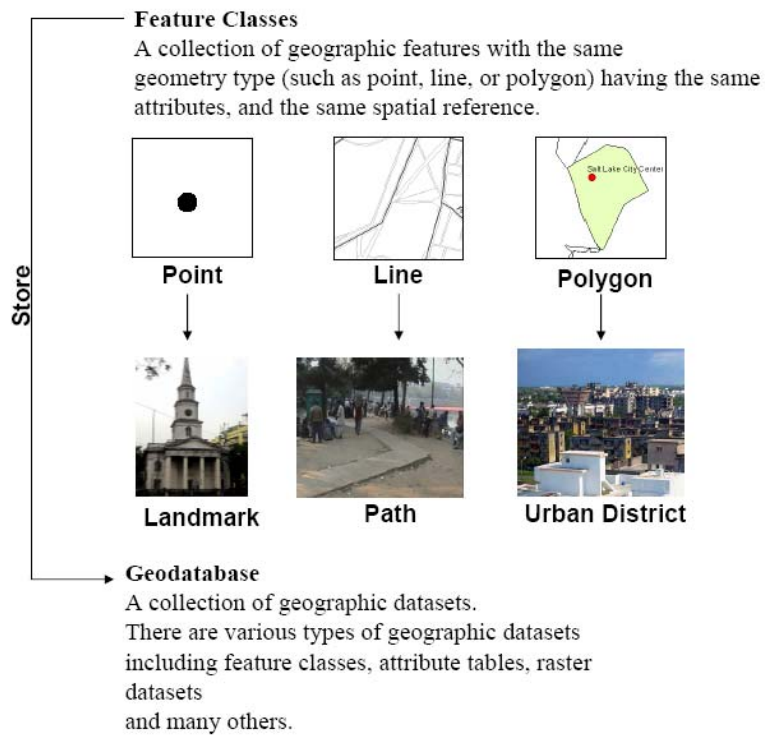 Feature Classes
A collection of geographic features with the same
geometry type (such as point, line, or polygon) having the same
attributes, and the same spatial reference.
Salt Lake City Center
Point
Line
Polygon
Store
Landmark
Path
Urban District
Geodatabase
A collection of geographic datasets.
There are various types of geographic datasets
including feature classes, attribute tables, raster
datasets
and many others.